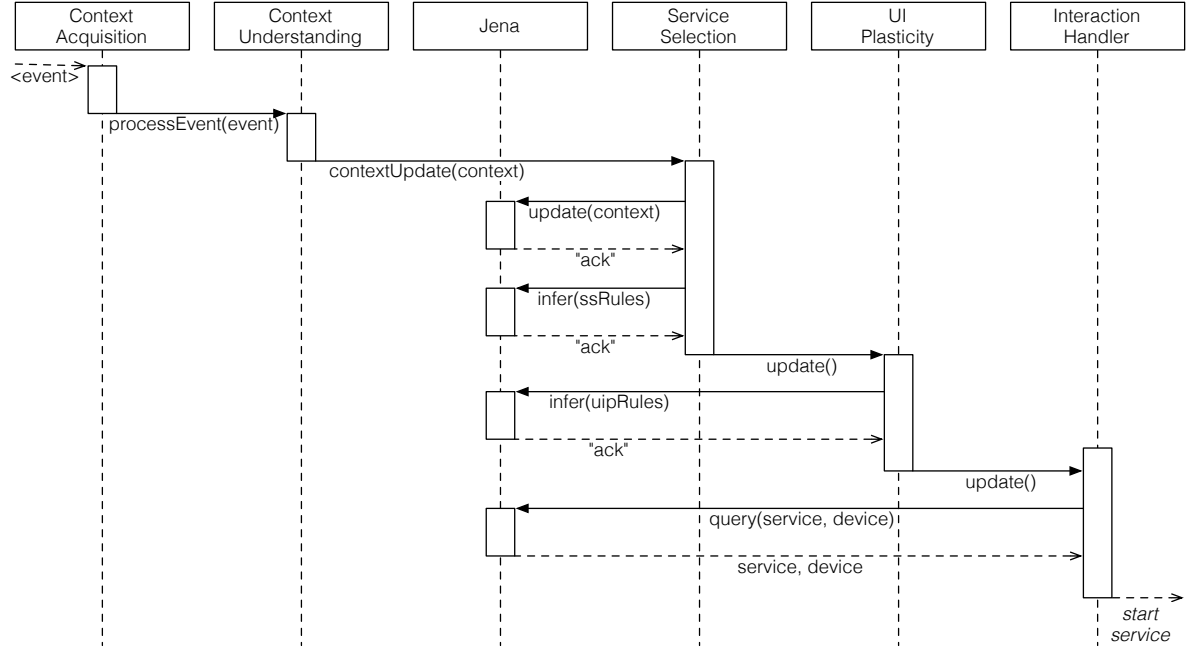 Context
Acquisition
Context
Understanding
Jena
Service
Selection
UI
Plasticity
Interaction
Handler
<event>
processEvent(event)
contextUpdate(context)
update(context)
"ack"
infer(ssRules)
"ack"
update()
infer(uipRules)
"ack"
update()
query(service, device)
service, device
start
service